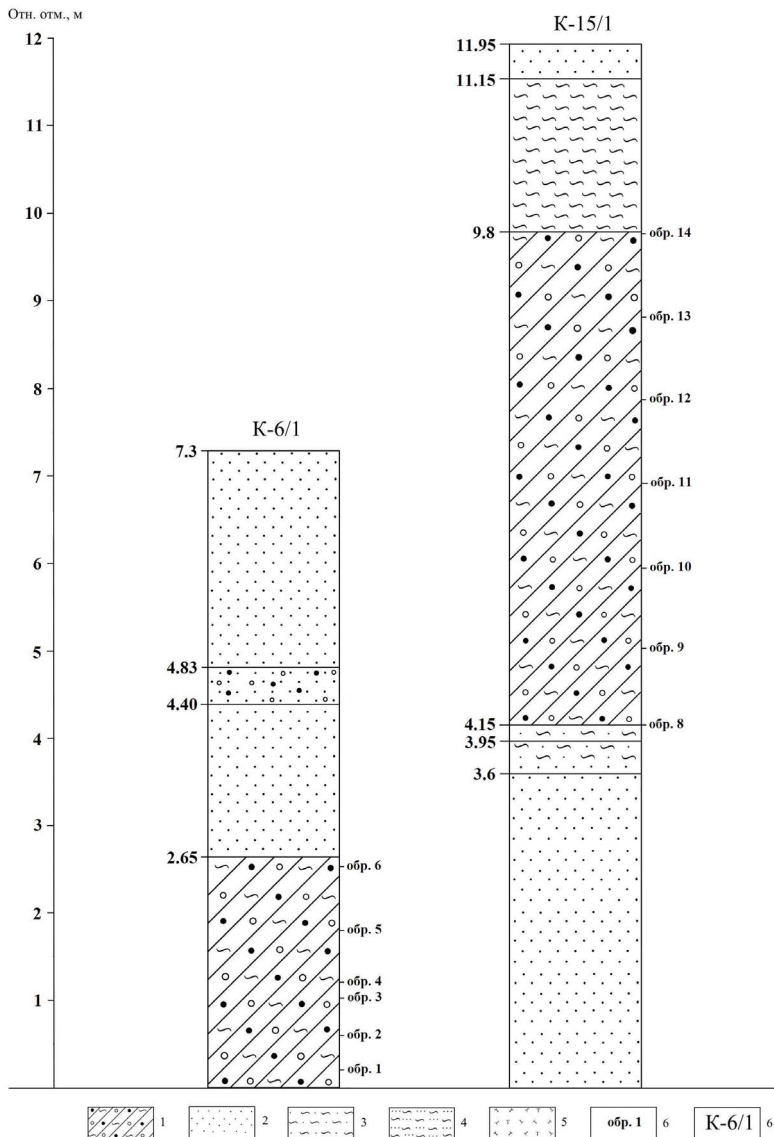 Отн. отм., м
12
11
10
9
8
7
6
5
4
3
2
1
К-6/1
7.3
4.83
4.40
2.65
обр. 6
обр. 5
обр. 4
обр. 3
обр. 2
обр. 1
К-15/1
11.95
11.15
9.8
4.15
3.95
3.6
обр. 14
обр. 13
обр. 12
обр. 11
обр. 10
обр. 9
обр. 8
1
2
3
4
5
обр. 1 6
К-6/1 6